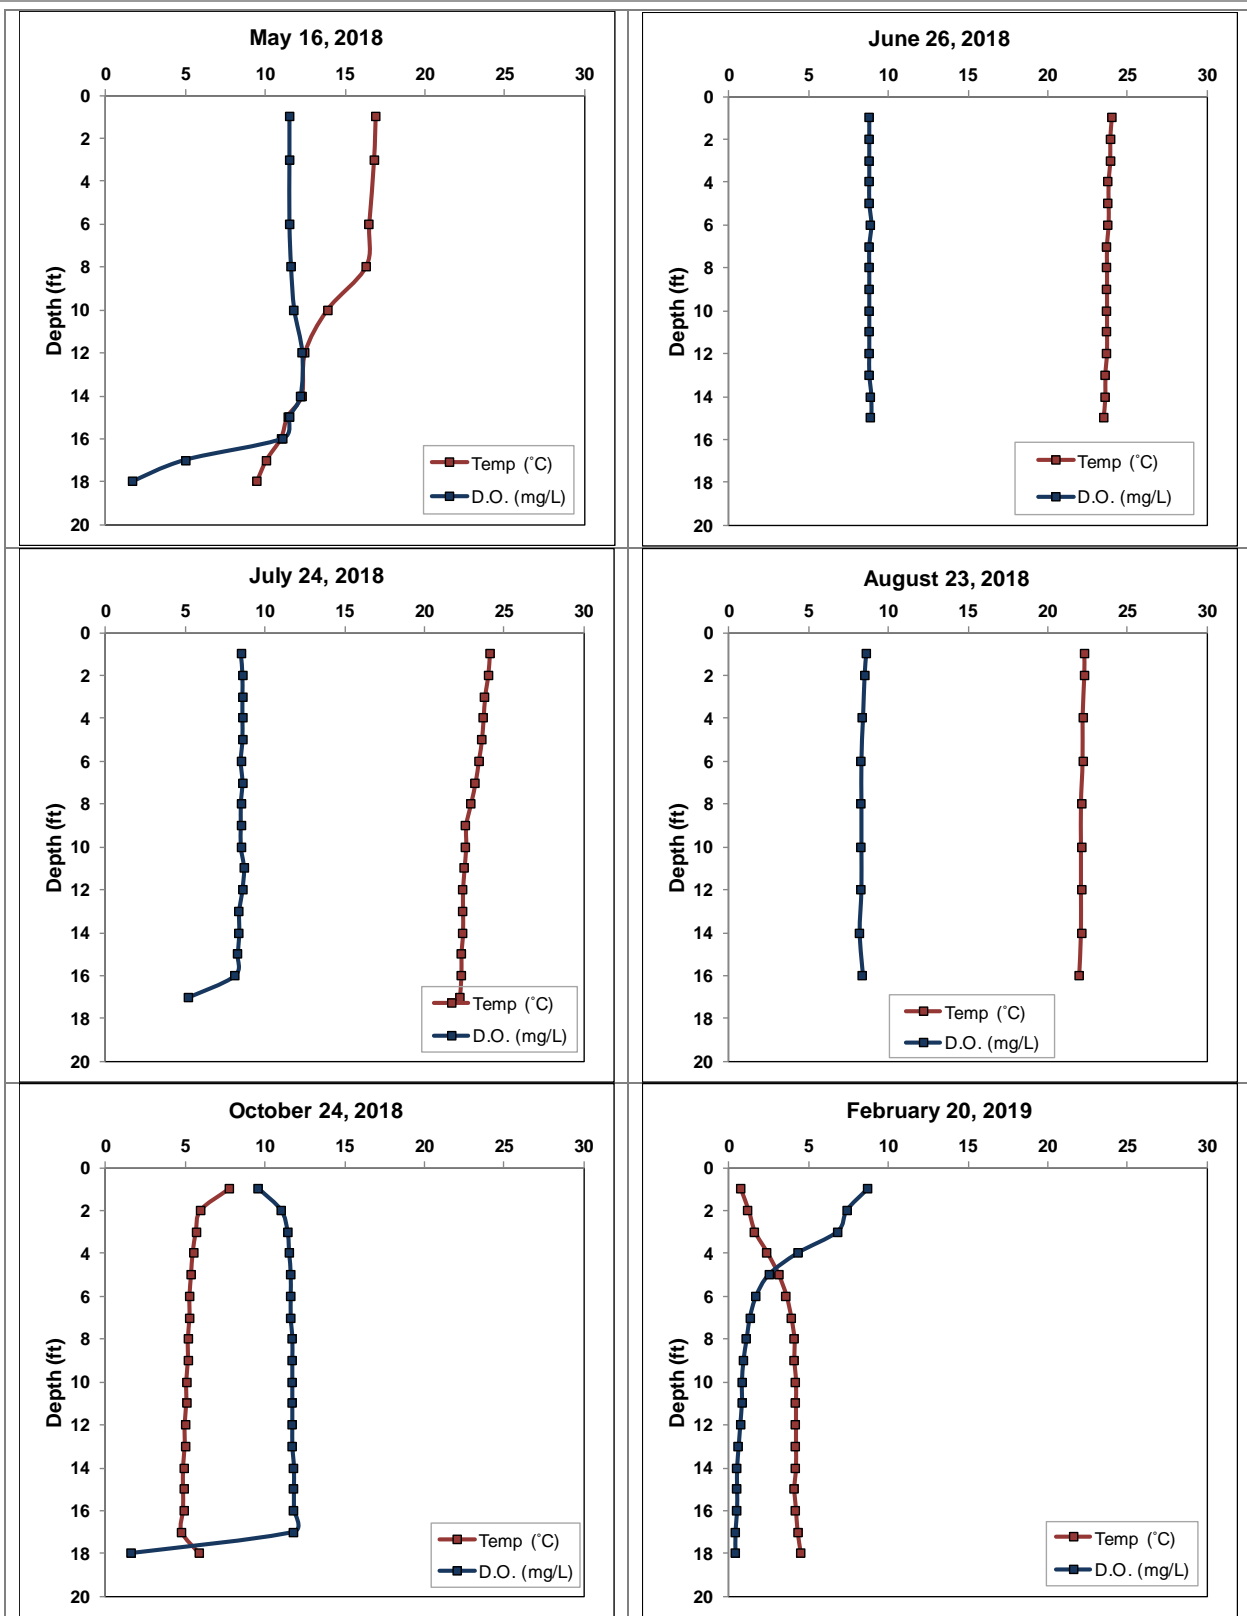 May 16, 2018
0 5 10 15 20 25 30
0
2
4
6
8
10
12
14
16
18
20
Depth (ft)
Temp (˚C)
D.O. (mg/L)
June 26, 2018
0 5 10 15 20 25 30
0
2
4
6
8
10
12
14
16
18
20
Depth (ft)
Temp (˚C)
D.O. (mg/L)
July 24, 2018
0 5 10 15 20 25 30
0
2
4
6
8
10
12
14
16
18
20
Depth (ft)
Temp (˚C)
D.O. (mg/L)
August 23, 2018
0 5 10 15 20 25 30
0
2
4
6
8
10
12
14
16
18
20
Depth (ft)
Temp (˚C)
D.O. (mg/L)
October 24, 2018
0 5 10 15 20 25 30
0
2
4
6
8
10
12
14
16
18
20
Depth (ft)
Temp (˚C)
D.O. (mg/L)
February 20, 2019
0 5 10 15 20 25 30
0
2
4
6
8
10
12
14
16
18
20
Depth (ft)
Temp (˚C)
D.O. (mg/L)